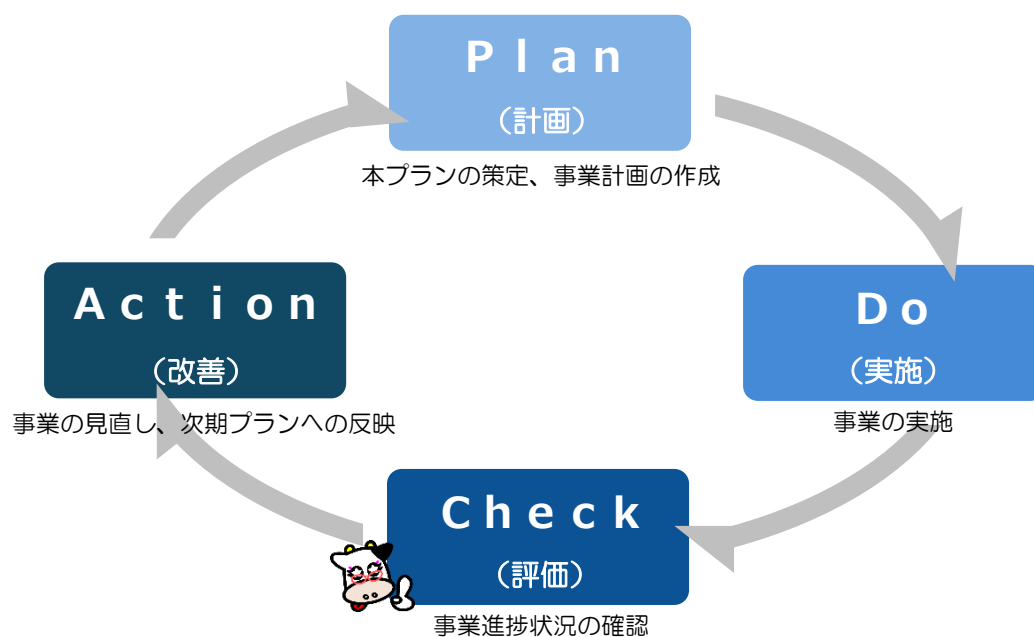 Ｐｌａｎ
（計画）
本プランの策定、事業計画の作成
Ｄｏ
（実施）
事業の実施
Ｃｈｅｃｋ
（評価）
事業進捗状況の確認
Ａｃｔｉｏｎ
（改善）
事業の見直し、次期プランへの反映